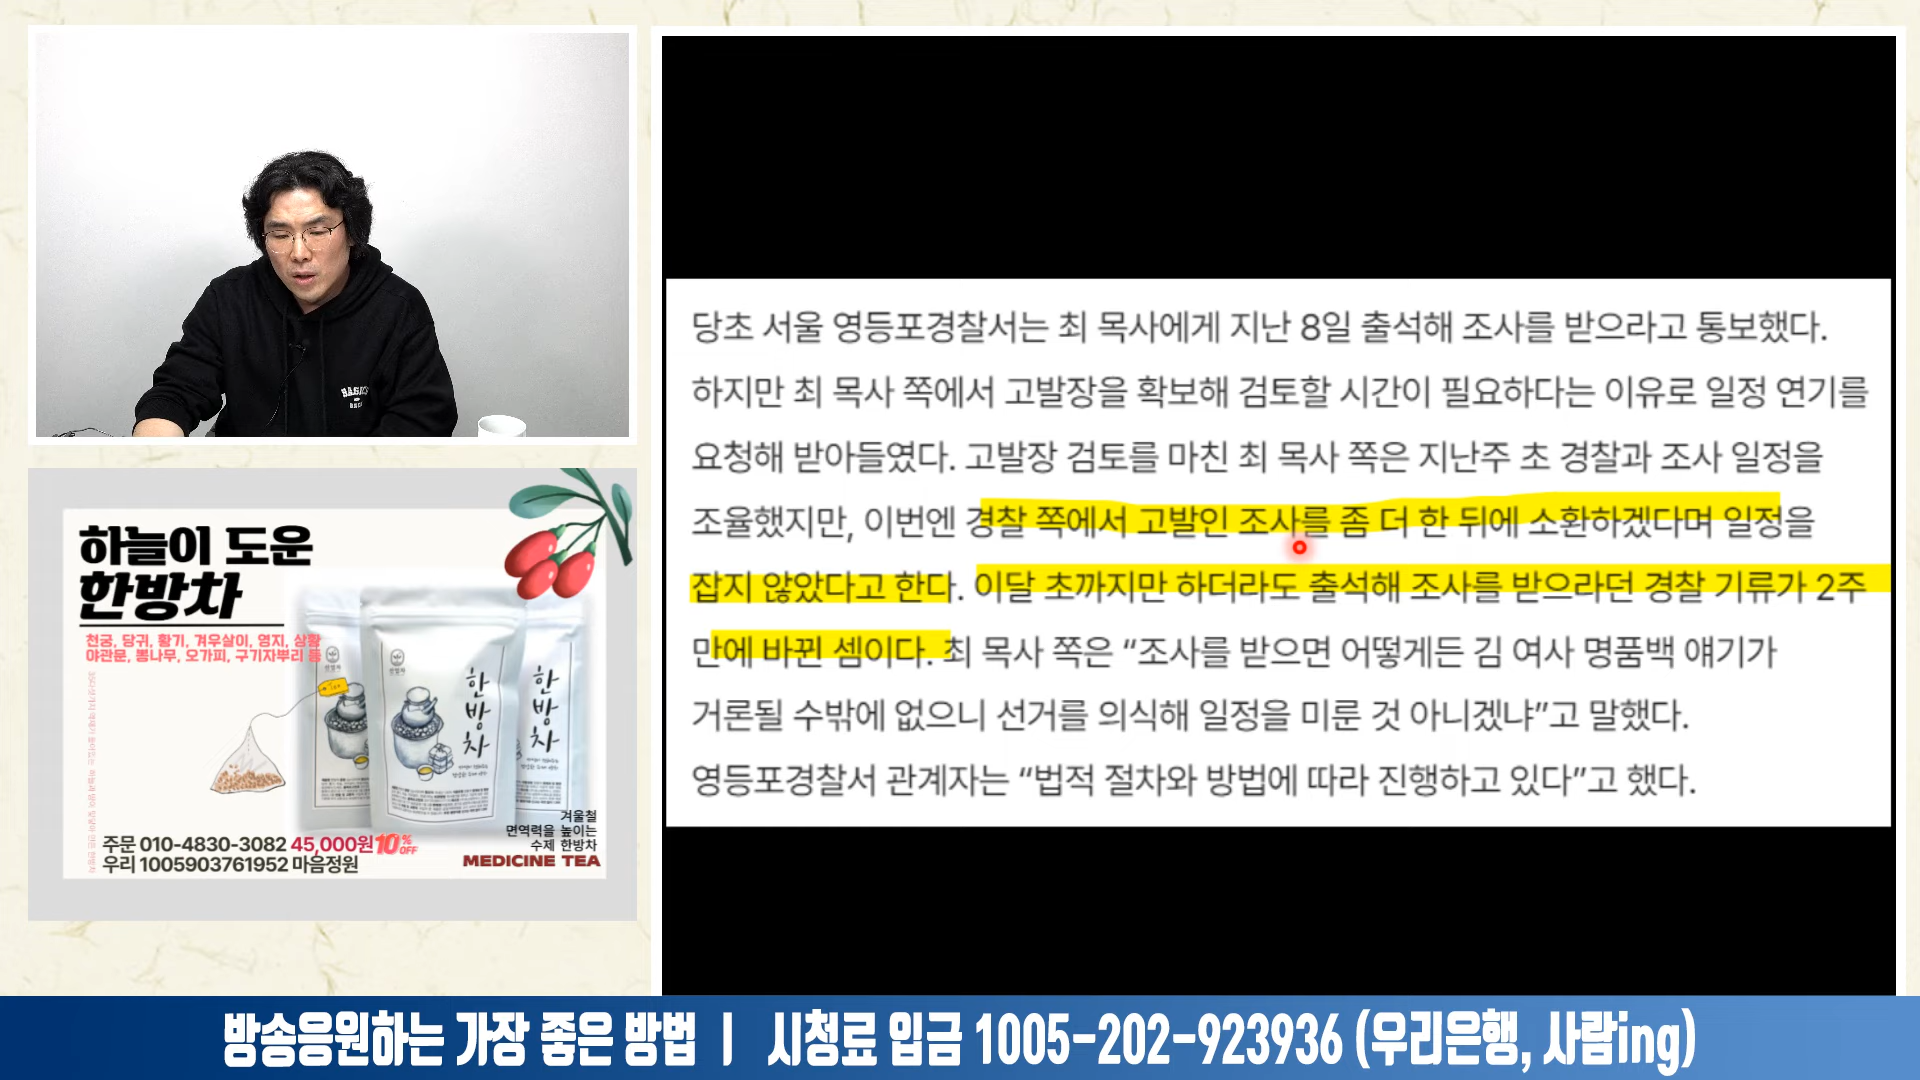 당초 서울 영등포경찰서는 최 목사에게 지난 8일 출석해 조사를 받으라고 통보했다.
하지만 최 목사 쪽에서 고발장을 확보해 검토할 시간이 필요하다는 이유로 일정 연기를
요청해 받아들였다. 고발장 검토를 마친 최 목사 쪽은 지난주 초 경찰과 조사 일정을
조율했지만, 이번엔 경찰 쪽에서 고발인 조사를 좀 더 한 뒤에 소환하겠다며 일정을
잡지 않았다고 한다. 이달 초까지만 하더라도 출석해 조사를 받으라던 경찰 기류가 2주
만에 바뀐 셈이다. 최 목사 쪽은 “조사를 받으면 어떻게든 김 여사 명품백 얘기가
거론될 수밖에 없으니 선거를 의식해 일정을 미룬 것 아니겠냐”고 말했다.
영등포경찰서 관계자는 “법적 절차와 방법에 따라 진행하고 있다”고 했다.
하늘이 도운
한방차
천궁, 당귀, 황기, 겨우살이, 영지, 상황
야관문, 뽕나무, 오가피, 구기자뿌리 등
한방차
한방차
겨울철
면역력을 높이는
수제 한방차
MEDICINE TEA
주문 010-4830-3082 45,000원 10% OFF
우리 1005903761952 마음정원
방송응원하는 가장 좋은 방법 | 시청료 입금 1005-202-923936 (우리은행, 사람ing)